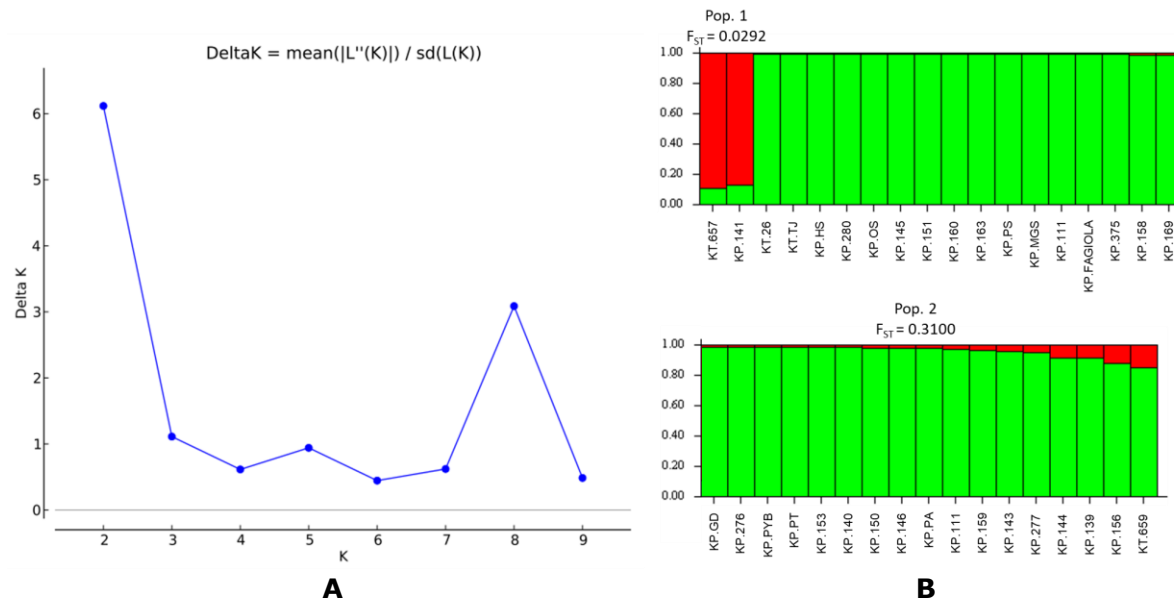 DeltaK = mean(|L''(K)|) / sd(L(K))
6
5
4
3
2
1
0
Delta K
2 3 4 5 6 7 8 9
K
A
Pop. 1
FST = 0.0292
1.00
0.80
0.60
0.40
0.20
0.00
KT.657 KP.141 KT.26 KT.TJ KP.HS KP.280 KP.OS KP.145 KP.151 KP.160 KP.163 KP.PS KP.MGS KP.111 KP.FAGIOLA KP.375 KP.158 KP.169
Pop. 2
FST = 0.3100
1.00
0.80
0.60
0.40
0.20
0.00
KP.GD KP.276 KP.PYB KP.PT KP.153 KP.140 KP.150 KP.146 KP.PA KP.111 KP.159 KP.143 KP.277 KP.144 KP.139 KP.156 KT.659
B